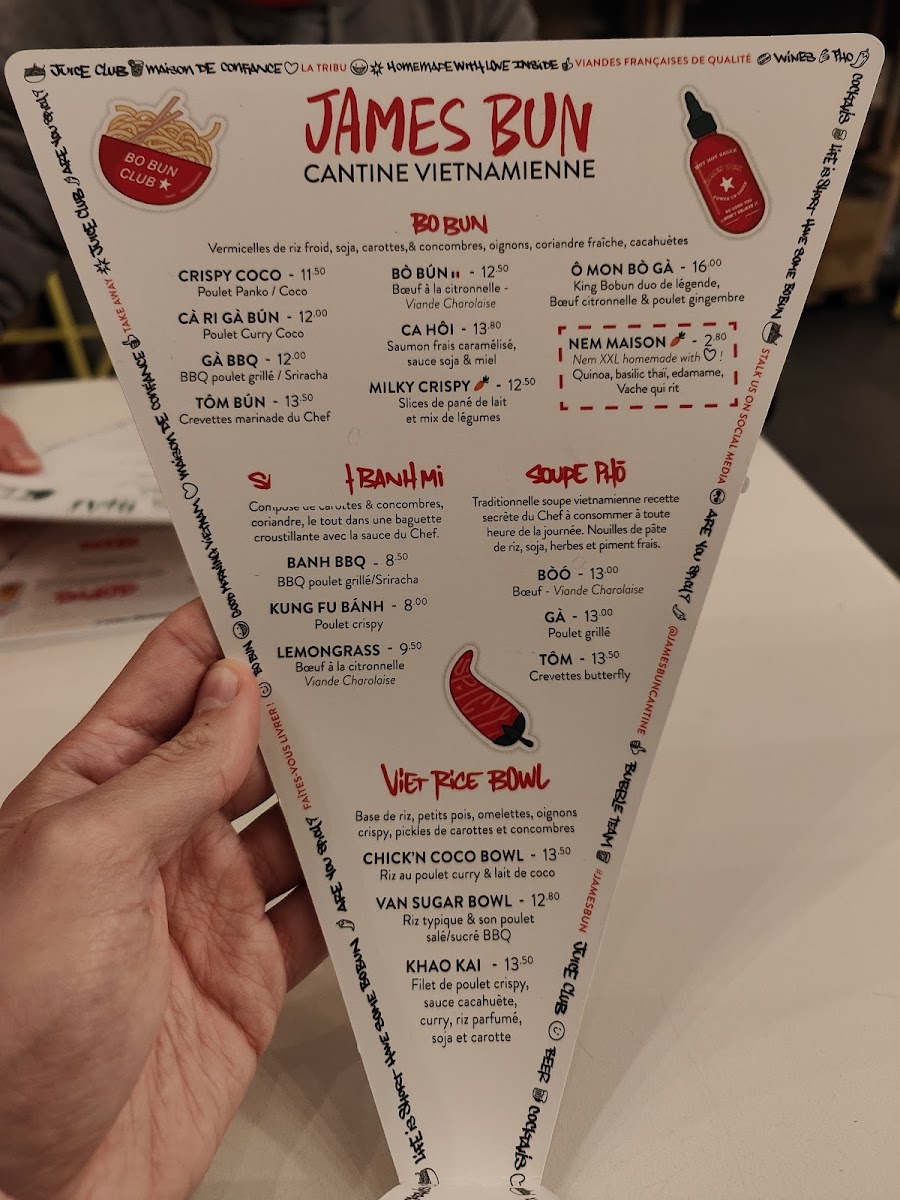 JUICE CLUB MAISON DE CONFIANCE LA TRIBU HOMEMADE WITH LOVE INSIDE VIANDES FRANÇAISES DE QUALITÉ WINES PHO
JAMES BUN
CANTINE VIETNAMIENNE
BO BUN
CLUB
BO BUN
Vermicelles de riz froid, soja, carottes,& concombres, oignons, coriandre fraîche, cacahuètes
CRISPY COCO - 11.50
Poulet Panko / Coco
CÀ RI GÀ BÚN - 12.00
Poulet Curry Coco
GÀ BBQ - 12.00
BBQ poulet grillé / Sriracha
TÔM BÚN - 13.50
Crevettes marinade du Chef
BÒ BÚN - 12.50
Bœuf à la citronnelle -
Viande Charolaise
CA HÔI - 13.80
Saumon frais caramélisé,
sauce soja & miel
MILKY CRISPY - 12.50
Slices de pané de lait
et mix de légumes
Ô MON BÒ GÀ - 16.00
King Bobun duo de légende,
Bœuf citronnelle & poulet gingembre
NEM MAISON - 2.80
Nem XXL homemade with !
Quinoa, basilic thaï, edamame,
Vache qui rit
BANH MI
Composé de carottes & concombres,
coriandre, le tout dans une baguette
croustillante avec la sauce du Chef.
BANH BBQ - 8.50
BBQ poulet grillé/Sriracha
KUNG FU BÁNH - 8.00
Poulet crispy
LEMONGRASS - 9.50
Bœuf à la citronnelle
Viande Charolaise
SOUPE PHÖ
Traditionnelle soupe vietnamienne recette
secrète du Chef à consommer à toute
heure de la journée. Nouilles de pâte
de riz, soja, herbes et piment frais.
BÒÓ - 13.00
Bœuf - Viande Charolaise
GÀ - 13.00
Poulet grillé
TÔM - 13.50
Crevettes butterfly
SPICY
VIET RICE BOWL
Base de riz, petits pois, omelettes, oignons
crispy, pickles de carottes et concombres
CHICK'N COCO BOWL - 13.50
Riz au poulet curry & lait de coco
VAN SUGAR BOWL - 12.80
Riz typique & son poulet
salé/sucré BBQ
KHAO KAI - 13.50
Filet de poulet crispy,
sauce cacahuète,
curry, riz parfumé,
soja et carotte
COCKTAILS LIFE IS SHORT HAVE SOME BOBUN STALK US ON SOCIAL MEDIA ARE YOU SPICY? @JAMESBUNCANTINE BUBBLE TEAM #JAMESBUN JUICE CLUB BEER COCKTAILS
LIFE IS SHORT HAVE SOME BOBUN ARE YOU SPICY? FAITES-VOUS LIVRER! BO BUN GOOD MORNING VIETNAM MAISON DE CONFIANCE TAKE AWAY JUICE CLUB ARE YOU SPICY?